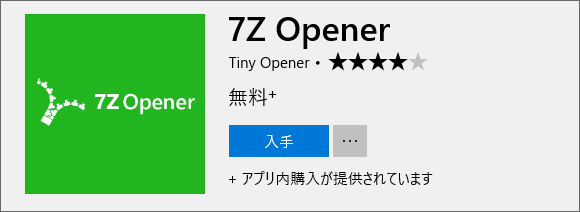 7Z Opener
7Z Opener
Tiny Opener • ★★★★★
無料+
入手
...
+ アプリ内購入が提供されています